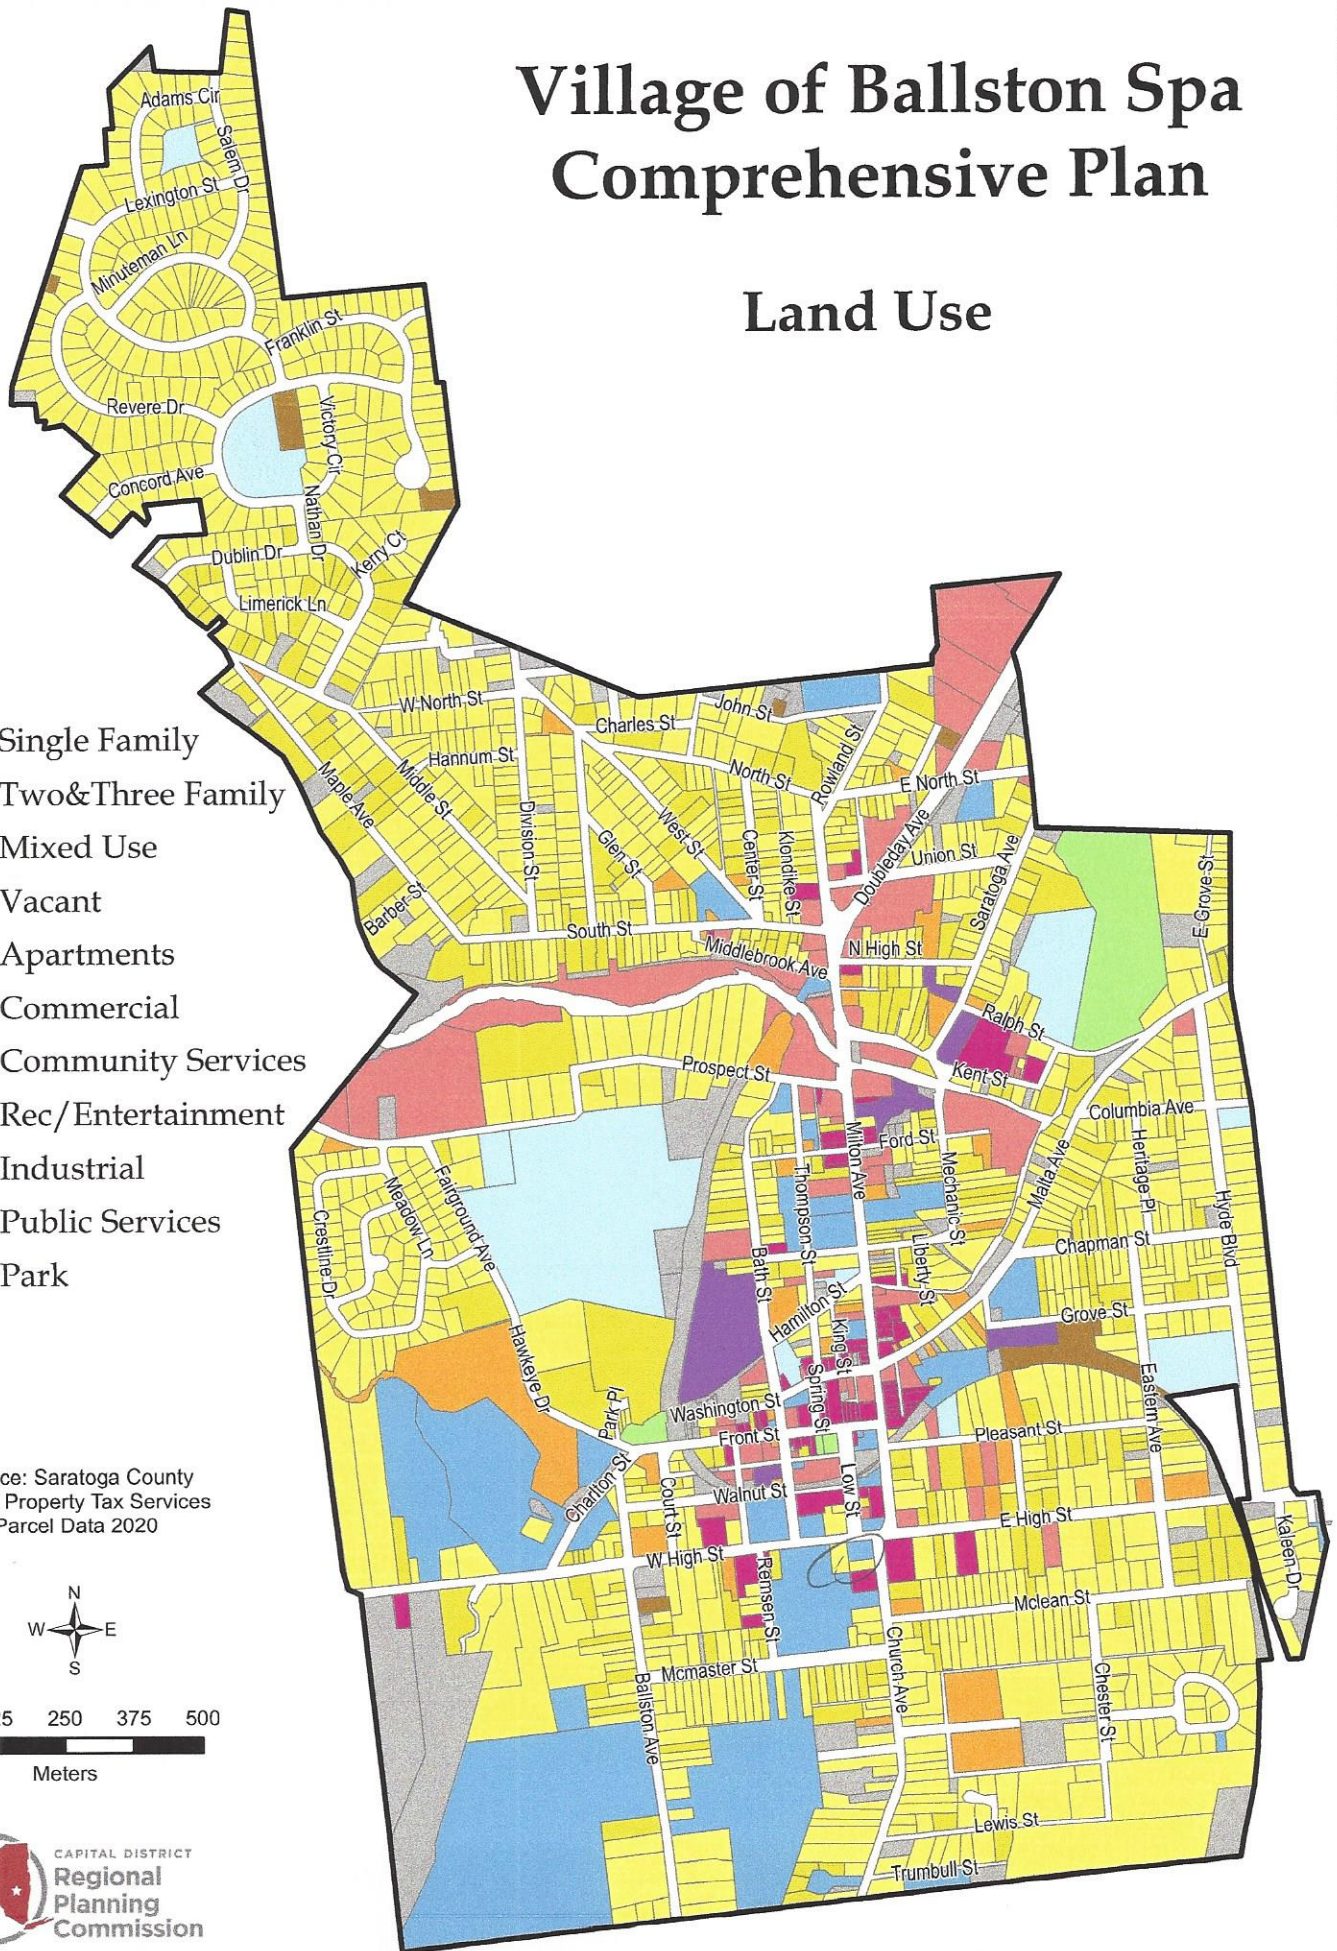 Village of Ballston Spa
Comprehensive Plan
Land Use
Adams Cir
Salem Dr
Lexington St
Minuteman Ln
Franklin St
Revere Dr
Victory Cir
Concord Ave
Nathan Dr
Dublin Dr
Kerry Ct
Limerick Ln
W North St
John St
Charles St
Hannum St
Rowland St
North St
E North St
Maple Ave
Middle St
Division St
Glen St
West St
Center St
Klondike St
Doubleday Ave
Union St
Saratoga Ave
E Grove St
Barber St
South St
Middlebrook Ave
N High St
Ralph St
Kent St
Prospect St
Columbia Ave
Milton Ave
Ford St
Mechanic St
Malta Ave
Heritage Pl
Hyde Blvd
Thompson St
Crestline Dr
Meadow Ln
Fairground Ave
Bath St
Liberty St
Chapman St
Hamilton St
King St
Grove St
Hawkeye Dr
Spring St
Eastern Ave
Park Pl
Washington St
Front St
Pleasant St
Charlton St
Court St
Walnut St
Low St
E High St
W High St
Remsen St
Kaleen Dr
Mclean St
Mcmaster St
Ballston Ave
Church Ave
Chester St
Lewis St
Trumbull St
Single Family
Two&Three Family
Mixed Use
Vacant
Apartments
Commercial
Community Services
Rec/Entertainment
Industrial
Public Services
Park
ce: Saratoga County
Property Tax Services
Parcel Data 2020
N
W E
S
5 250 375 500
Meters
CAPITAL DISTRICT
Regional
Planning
Commission